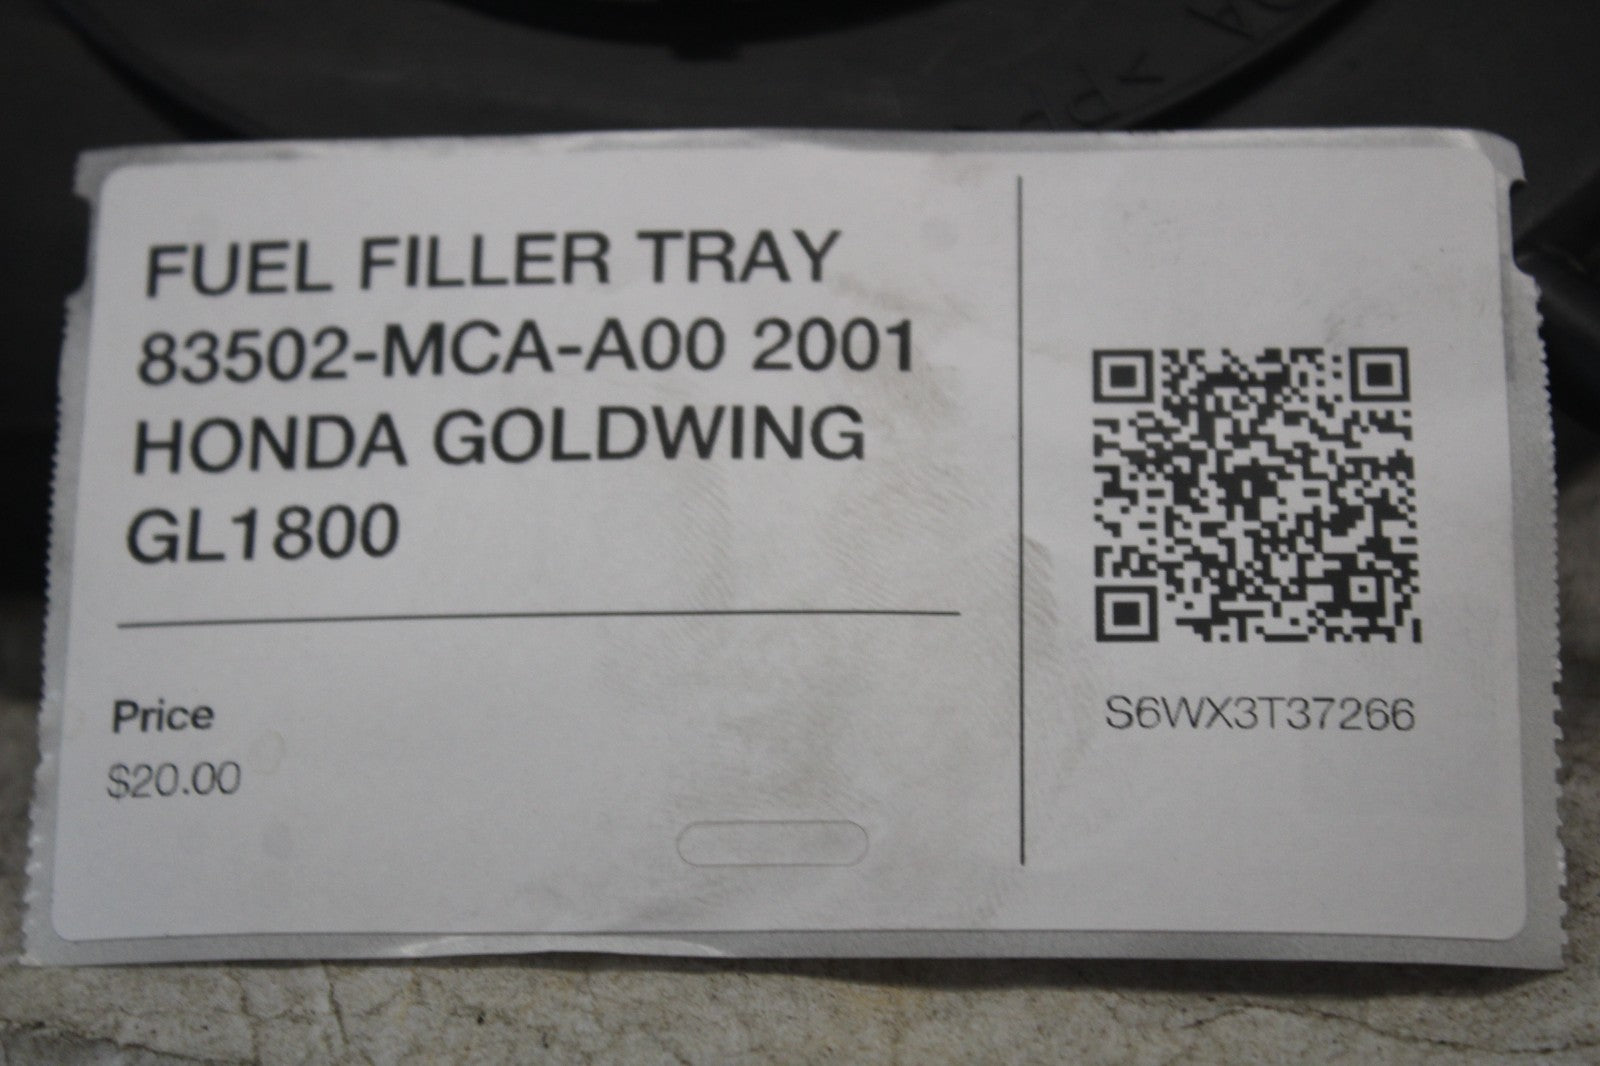 FUEL FILLER TRAY
83502-MCA-A00 2001
HONDA GOLDWING
GL1800
Price
$20.00
S6WX3T37266